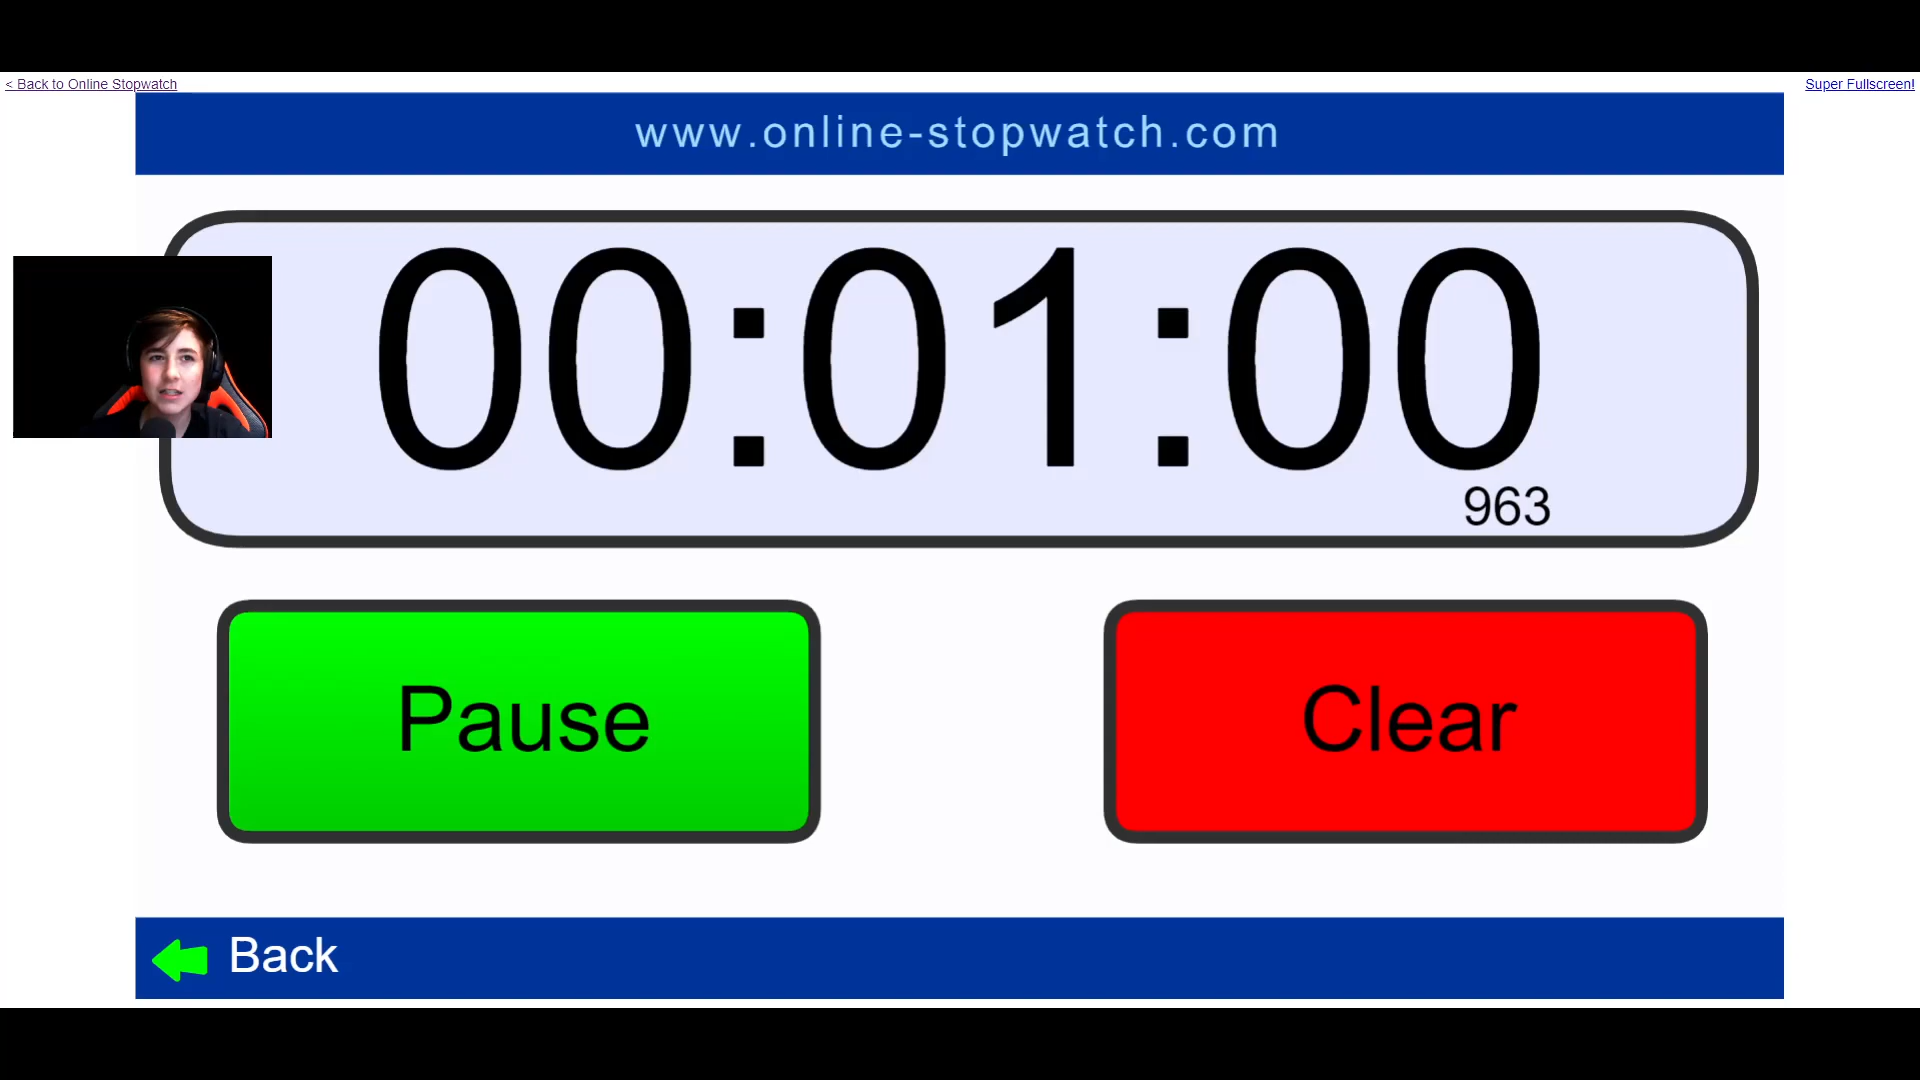 < Back to Online Stopwatch
Super Fullscreen!
www.online-stopwatch.com
00:01:00
963
Pause
Clear
Back